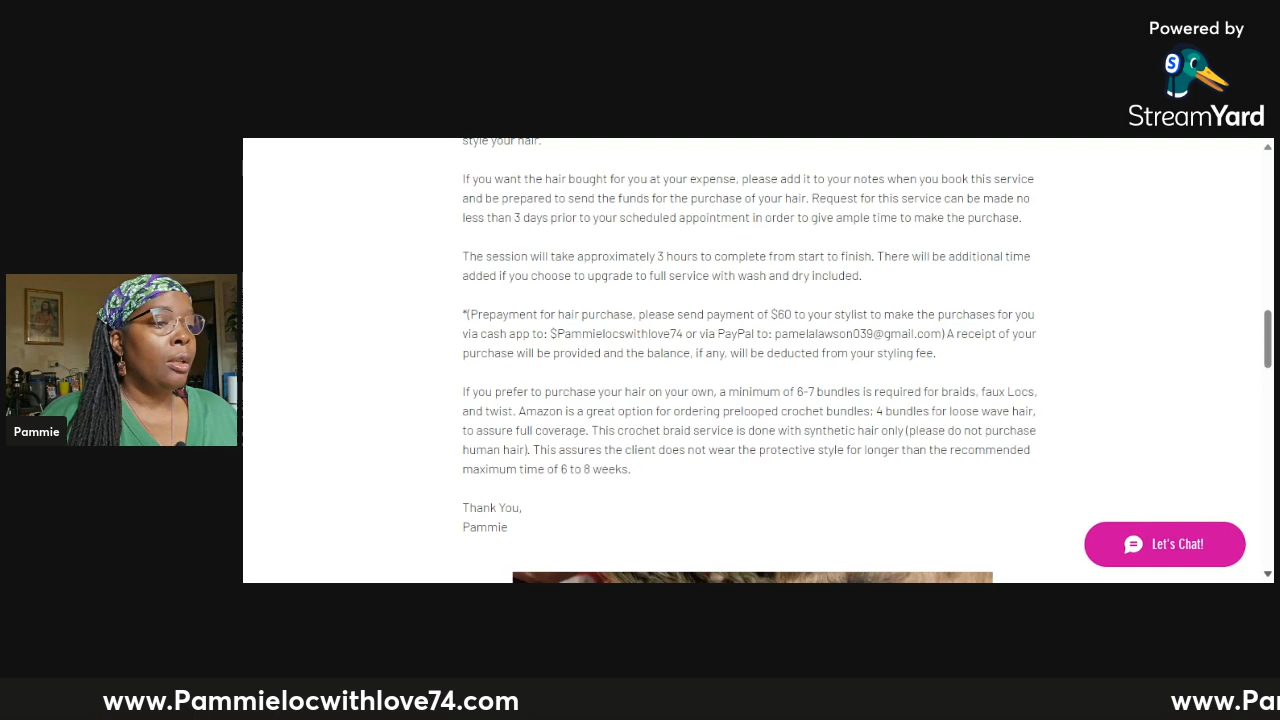 Powered by
StreamYard
style your hair.
If you want the hair bought for you at your expense, please add it to your notes when you book this service
and be prepared to send the funds for the purchase of your hair. Request for this service can be made no
less than 3 days prior to your scheduled appointment in order to give ample time to make the purchase.
The session will take approximately 3 hours to complete from start to finish. There will be additional time
added if you choose to upgrade to full service with wash and dry included.
*(Prepayment for hair purchase, please send payment of $60 to your stylist to make the purchases for you
via cash app to: $Pammielocswithlove74 or via PayPal to: pamelalawson039@gmail.com) A receipt of your
purchase will be provided and the balance, if any, will be deducted from your styling fee.
If you prefer to purchase your hair on your own, a minimum of 6-7 bundles is required for braids, faux Locs,
and twist. Amazon is a great option for ordering prelooped crochet bundles; 4 bundles for loose wave hair,
to assure full coverage. This crochet braid service is done with synthetic hair only (please do not purchase
human hair). This assures the client does not wear the protective style for longer than the recommended
maximum time of 6 to 8 weeks.
Thank You,
Pammie
Let's Chat!
Pammie
www.Pammielocwithlove74.com
www.Pa